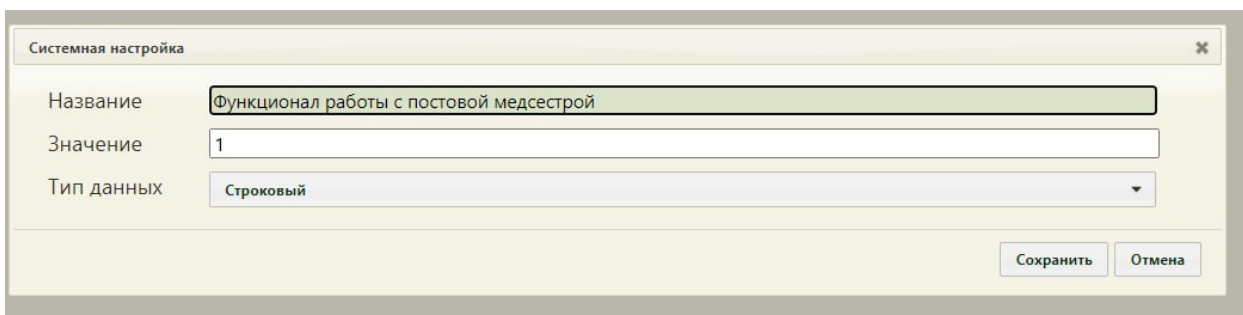 Системная настройка
Название Функционал работы с постовой медсестрой
Значение 1
Тип данных Строковый
Сохранить Отмена